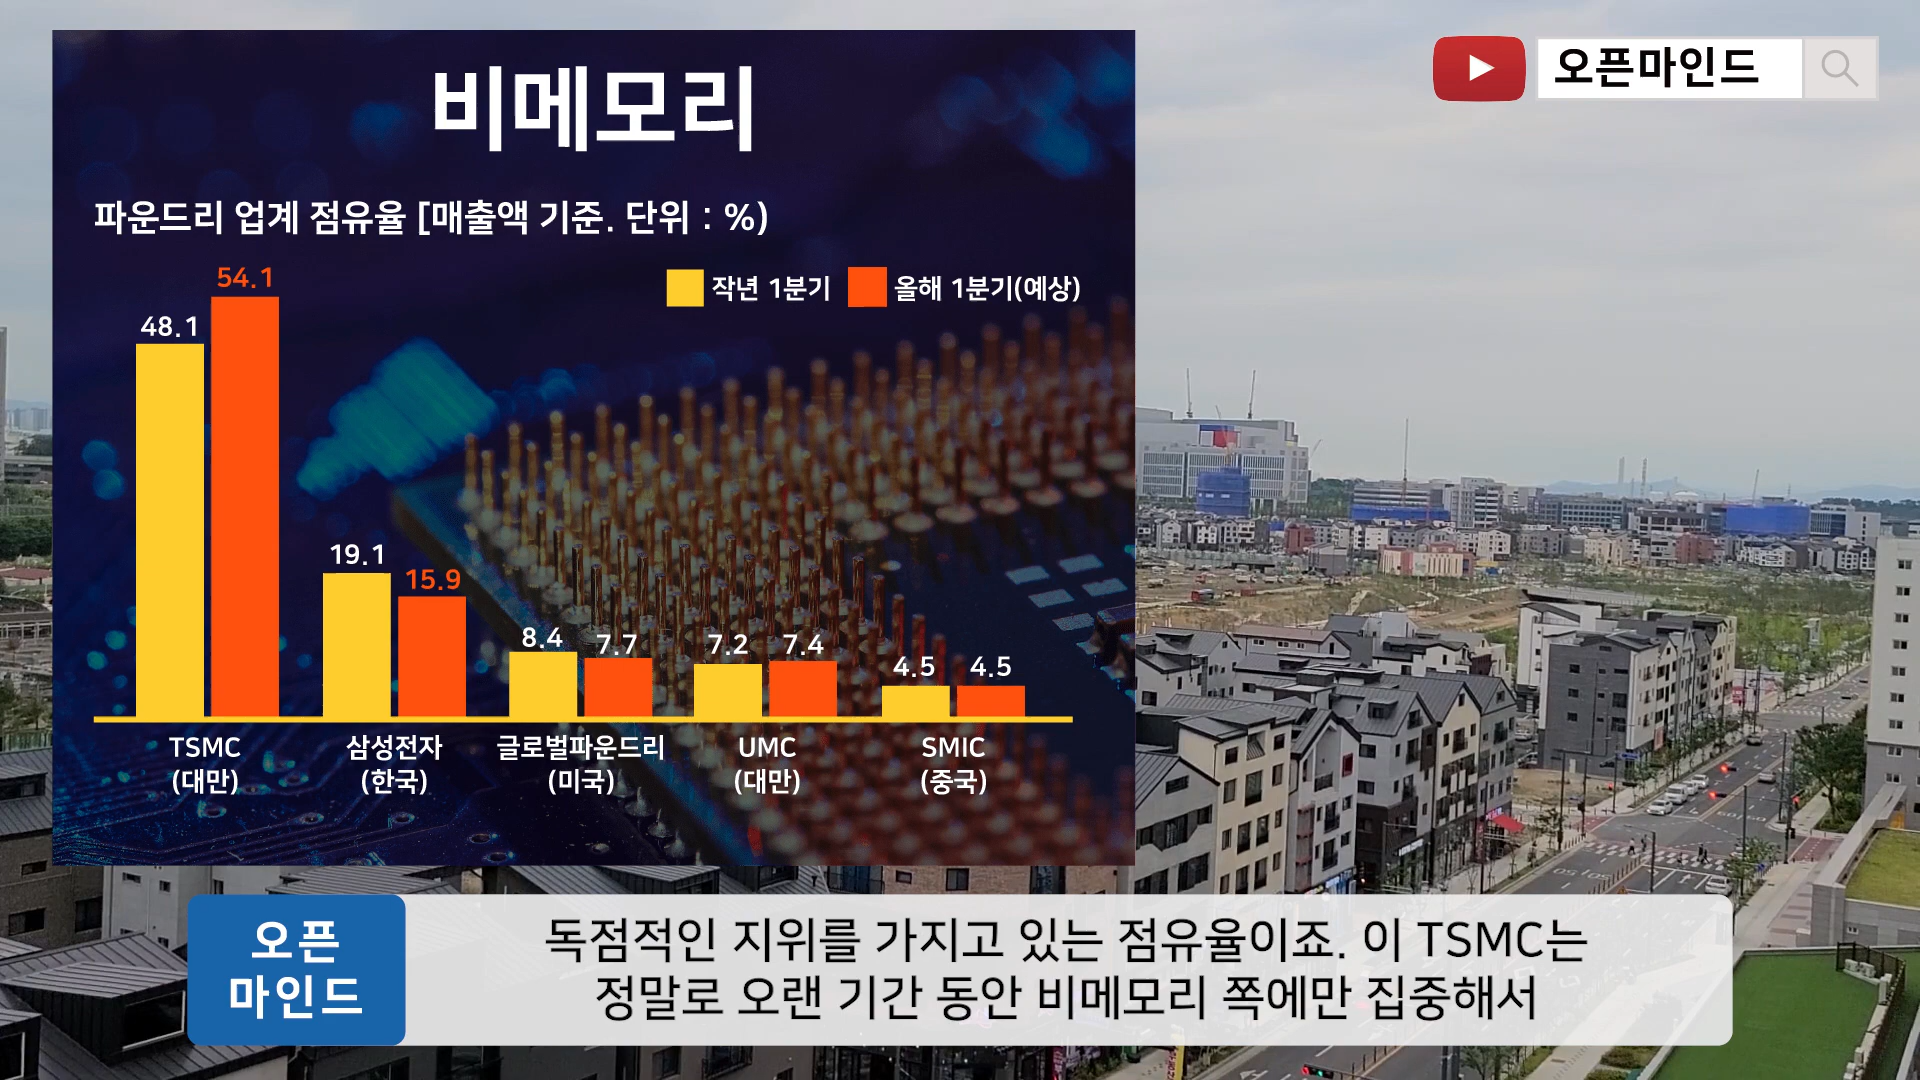 비메모리
오픈마인드
파운드리 업계 점유율 [매출액 기준. 단위 : %)
작년 1분기 올해 1분기(예상)
48.1 54.1
19.1 15.9
8.4 7.7
7.2 7.4
4.5 4.5
TSMC
(대만)
삼성전자
(한국)
글로벌파운드리
(미국)
UMC
(대만)
SMIC
(중국)
오픈
마인드
독점적인 지위를 가지고 있는 점유율이죠. 이 TSMC는
정말로 오랜 기간 동안 비메모리 쪽에만 집중해서